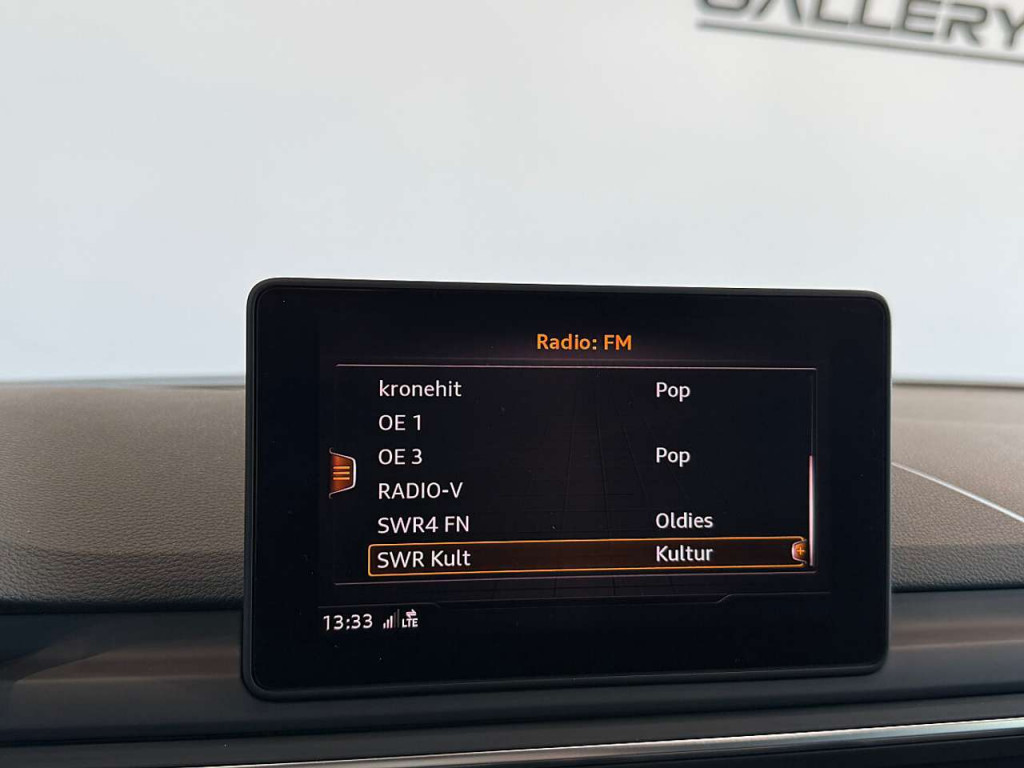 GALLERY
Radio: FM
kronehit Pop
OE 1
OE 3 Pop
RADIO-V
SWR4 FN Oldies
SWR Kult Kultur
13:33 LTE